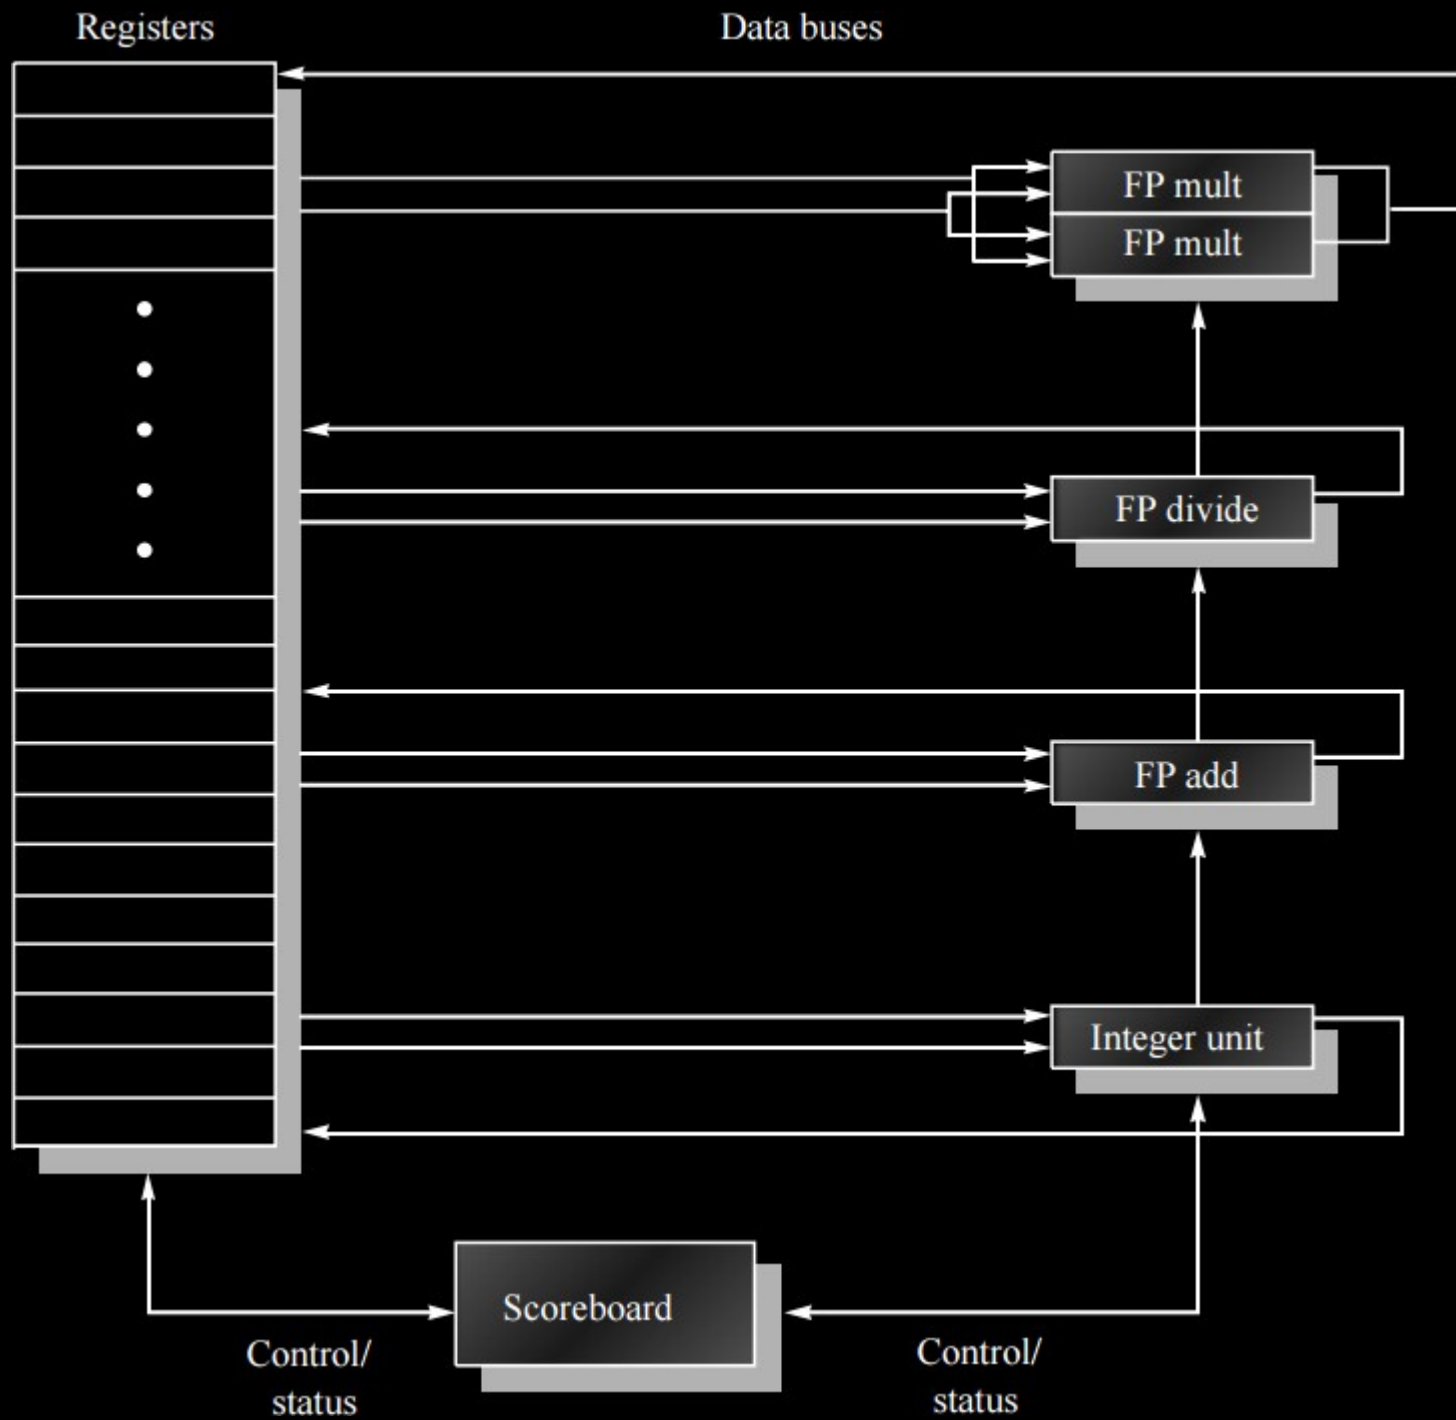 Registers
Data buses
FP mult
FP mult
FP divide
FP add
Integer unit
Scoreboard
Control/
status
Control/
status